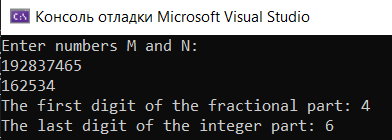 Консоль отладки Microsoft Visual Studio
Enter numbers M and N:
192837465
162534
The first digit of the fractional part: 4
The last digit of the integer part: 6